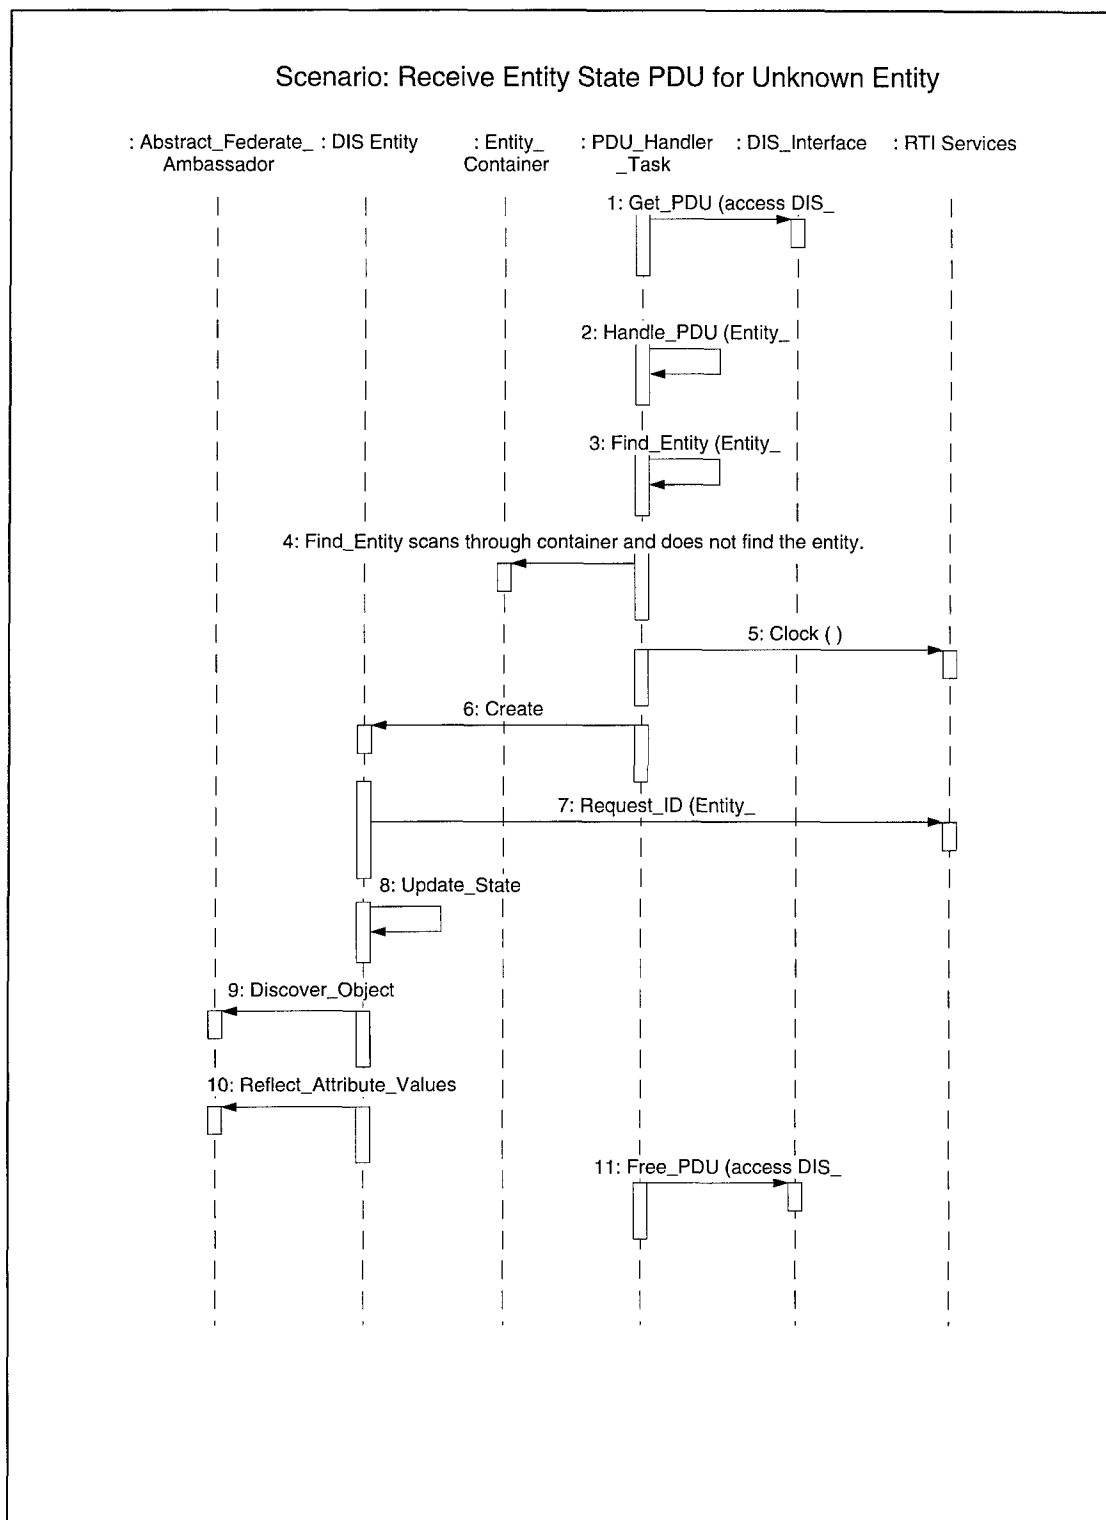 Scenario: Receive Entity State PDU for Unknown Entity
: Abstract_Federate_ : DIS Entity : Entity_ : PDU_Handler : DIS_Interface : RTI Services
Ambassador Container _Task
1: Get_PDU (access DIS_
2: Handle_PDU (Entity_
3: Find_Entity (Entity_
4: Find_Entity scans through container and does not find the entity.
5: Clock ( )
6: Create
7: Request_ID (Entity_
8: Update_State
9: Discover_Object
10: Reflect_Attribute_Values
11: Free_PDU (access DIS_